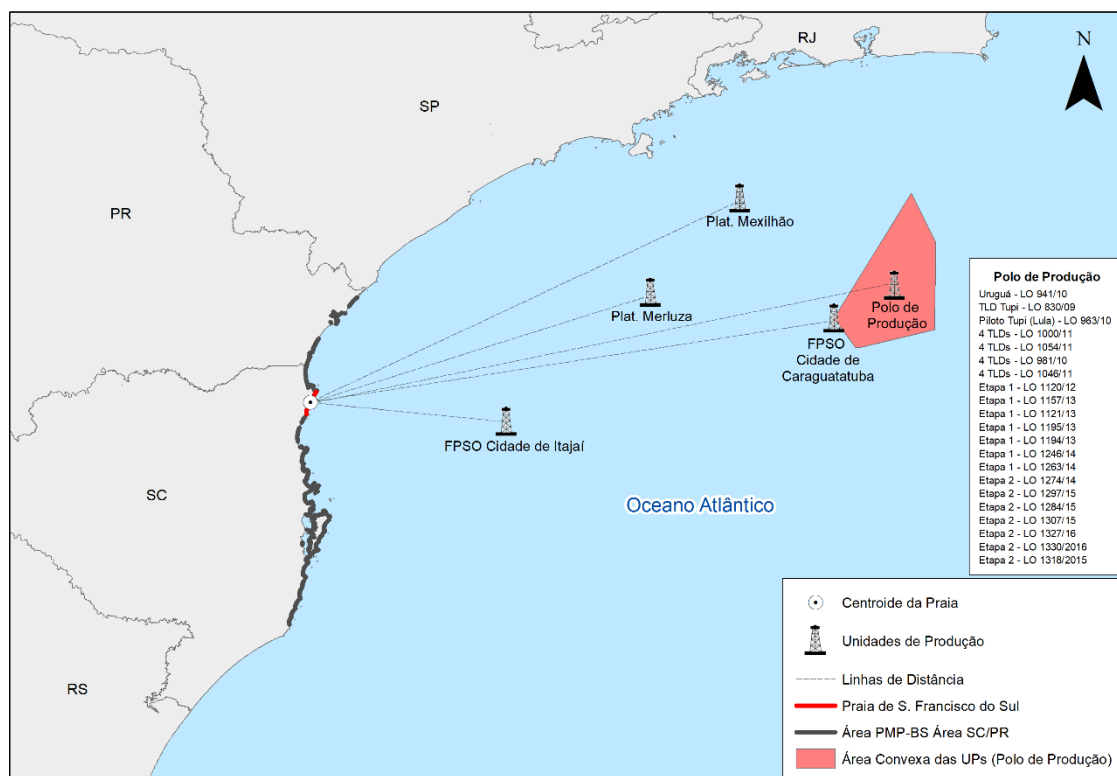 RJ
N
SP
PR
Plat. Mexilhão
Plat. Merluza
Polo de
Produção
FPSO
Cidade de
Caraguatatuba
FPSO Cidade de Itajaí
SC
Oceano Atlântico
RS
Polo de Produção
Uruguá - LO 941/10
TLD Tupi - LO 830/09
Piloto Tupi (Lula) - LO 963/10
4 TLDs - LO 1000/11
4 TLDs - LO 1054/11
4 TLDs - LO 981/10
4 TLDs - LO 1046/11
Etapa 1 - LO 1120/12
Etapa 1 - LO 1157/13
Etapa 1 - LO 1121/13
Etapa 1 - LO 1195/13
Etapa 1 - LO 1194/13
Etapa 1 - LO 1246/14
Etapa 1 - LO 1263/14
Etapa 2 - LO 1274/14
Etapa 2 - LO 1297/15
Etapa 2 - LO 1284/15
Etapa 2 - LO 1307/15
Etapa 2 - LO 1327/16
Etapa 2 - LO 1330/2016
Etapa 2 - LO 1318/2015
Centroide da Praia
Unidades de Produção
Linhas de Distância
Praia de S. Francisco do Sul
Área PMP-BS Área SC/PR
Área Convexa das UPs (Polo de Produção)